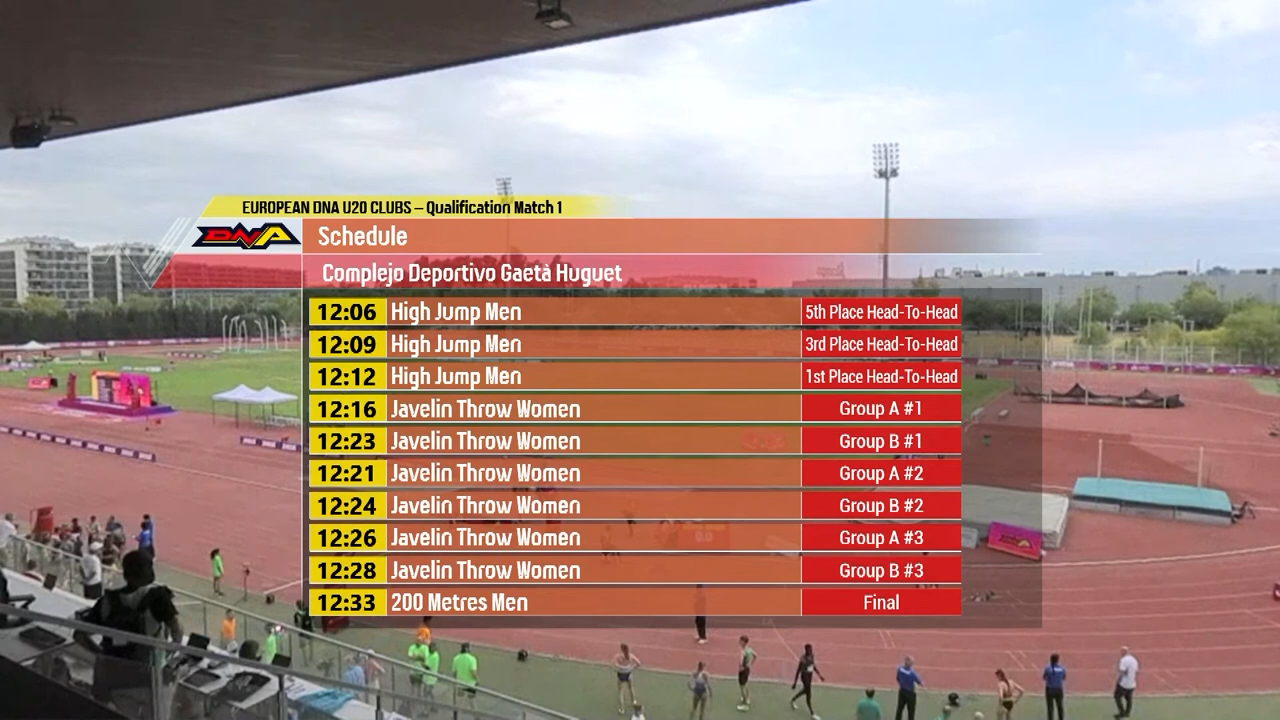 EUROPEAN DNA U20 CLUBS – Qualification Match 1
DNA
Schedule
Complejo Deportivo Gaetà Huguet
12:06 High Jump Men 5th Place Head-To-Head
12:09 High Jump Men 3rd Place Head-To-Head
12:12 High Jump Men 1st Place Head-To-Head
12:16 Javelin Throw Women Group A #1
12:23 Javelin Throw Women Group B #1
12:21 Javelin Throw Women Group A #2
12:24 Javelin Throw Women Group B #2
12:26 Javelin Throw Women Group A #3
12:28 Javelin Throw Women Group B #3
12:33 200 Metres Men Final